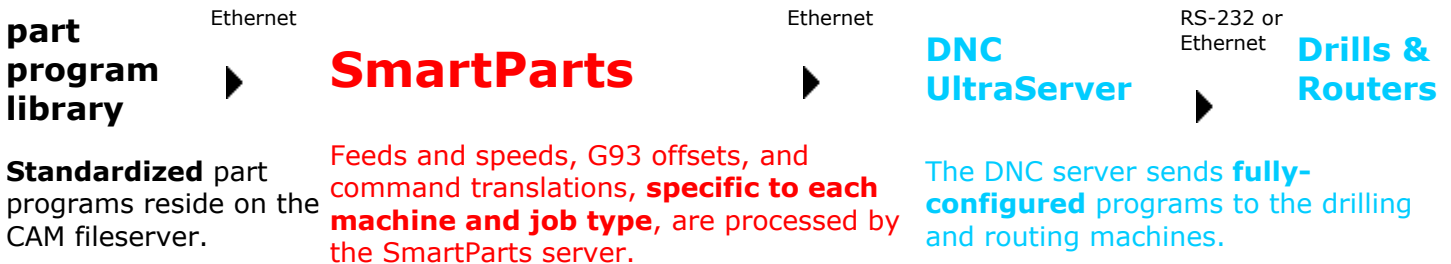 part
program
library
Ethernet
SmartParts
Ethernet
DNC
UltraServer
RS-232 or
Ethernet
Drills &
Routers
Standardized part
programs reside on the
CAM fileserver.
Feeds and speeds, G93 offsets, and
command translations, specific to each
machine and job type, are processed by
the SmartParts server.
The DNC server sends fully-
configured programs to the drilling
and routing machines.